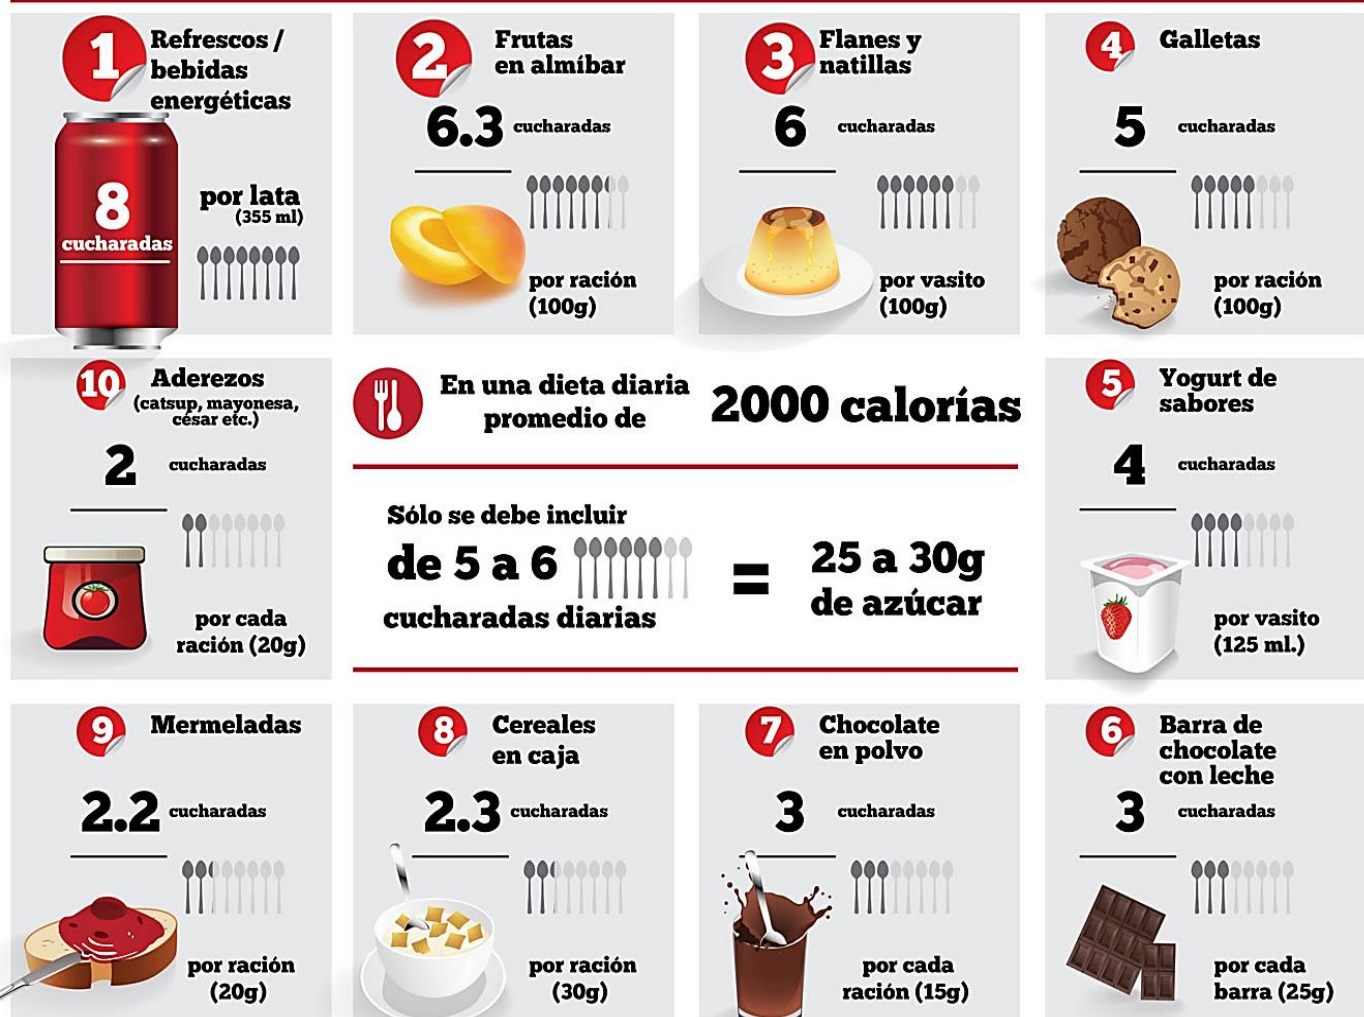 1
Refrescos /
bebidas
energéticas
8
cucharadas
por lata
(355 ml)
2
Frutas
en almíbar
6.3 cucharadas
por ración
(100g)
3
Flanes y
natillas
6 cucharadas
por vasito
(100g)
4
Galletas
5 cucharadas
por ración
(100g)
10
Aderezos
(catsup, mayonesa,
césar etc.)
2 cucharadas
por cada
ración (20g)
En una dieta diaria
promedio de
2000 calorías
Sólo se debe incluir
de 5 a 6
cucharadas diarias
=
25 a 30g
de azúcar
5
Yogurt de
sabores
4 cucharadas
por vasito
(125 ml.)
9
Mermeladas
2.2 cucharadas
por ración
(20g)
8
Cereales
en caja
2.3 cucharadas
por ración
(30g)
7
Chocolate
en polvo
3 cucharadas
por cada
ración (15g)
6
Barra de
chocolate
con leche
3 cucharadas
por cada
barra (25g)